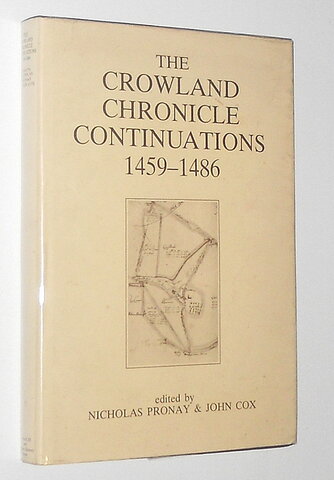 THE
CROWLAND
CHRONICLE
CONTINUATIONS
1459–1486
edited by
NICHOLAS PRONAY & JOHN COX